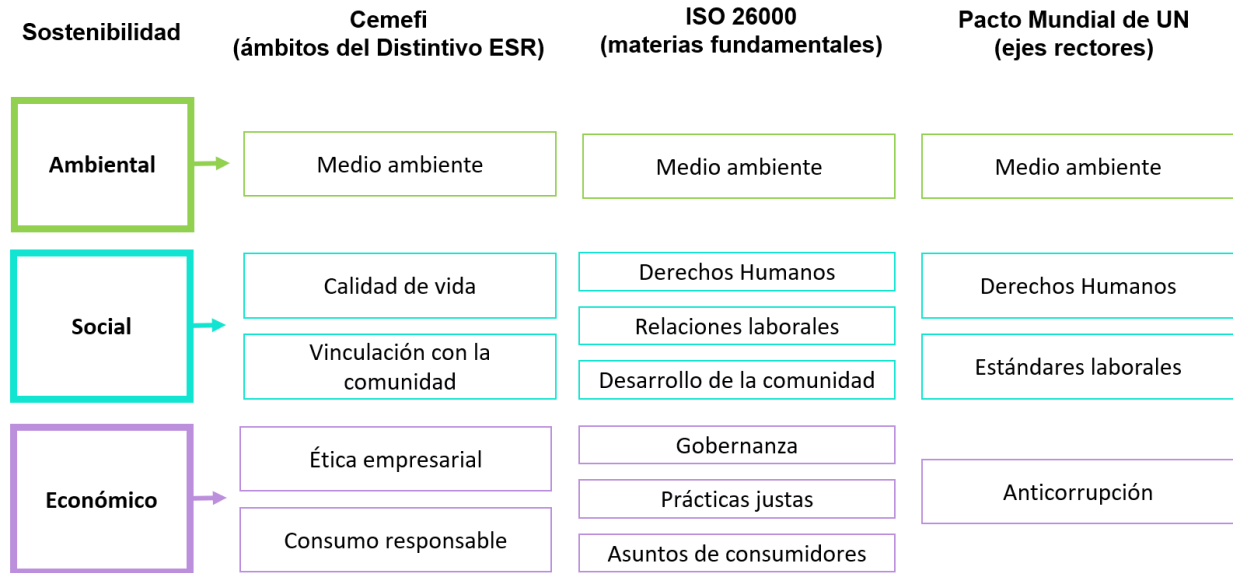 Sostenibilidad
Cemefi
(ámbitos del Distintivo ESR)
ISO 26000
(materias fundamentales)
Pacto Mundial de UN
(ejes rectores)
Ambiental
Medio ambiente
Medio ambiente
Medio ambiente
Social
Calidad de vida
Vinculación con la
comunidad
Derechos Humanos
Relaciones laborales
Desarrollo de la comunidad
Derechos Humanos
Estándares laborales
Económico
Ética empresarial
Consumo responsable
Gobernanza
Prácticas justas
Asuntos de consumidores
Anticorrupción